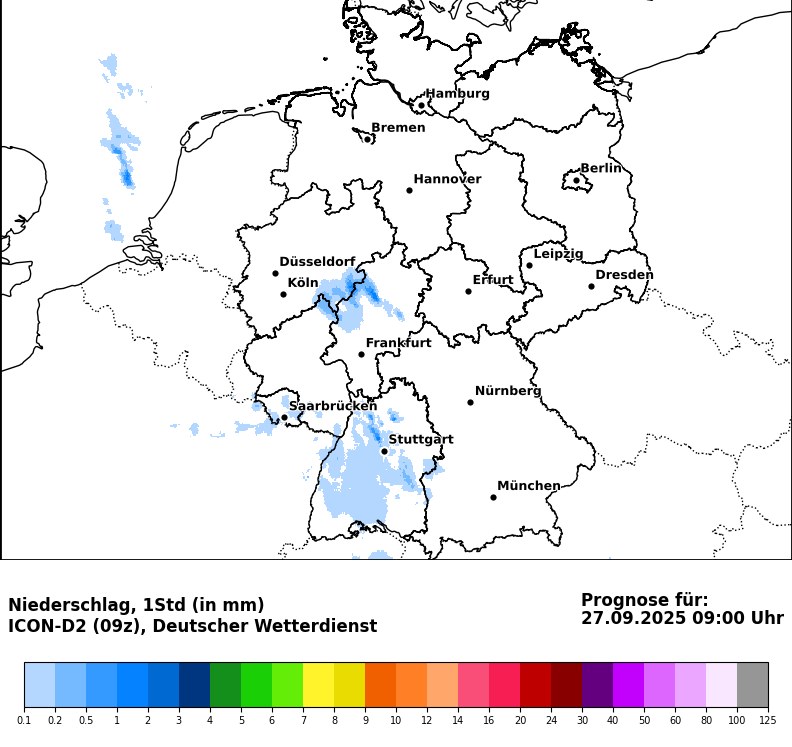 Hamburg
Bremen
Berlin
Hannover
Leipzig
Düsseldorf
Dresden
Köln
Erfurt
Frankfurt
Nürnberg
Saarbrücken
Stuttgart
München
Niederschlag, 1Std (in mm)
ICON-D2 (09z), Deutscher Wetterdienst
Prognose für:
27.09.2025 09:00 Uhr
0.1 0.2 0.5 1 2 3 4 5 6 7 8 9 10 12 14 16 20 24 30 40 50 60 80 100 125